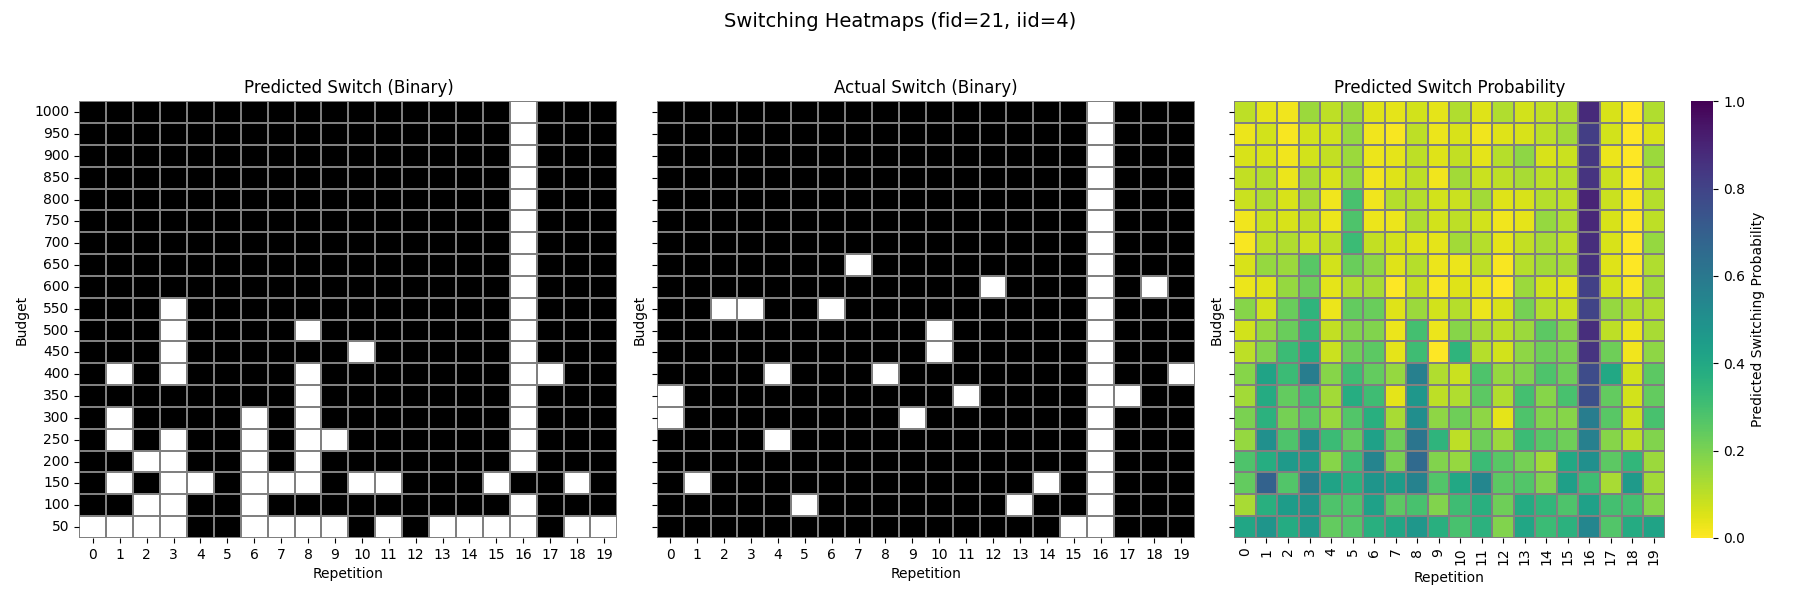 Switching Heatmaps (fid=21, iid=4)
Predicted Switch (Binary)
Actual Switch (Binary)
Predicted Switch Probability
1000
950
900
850
800
750
700
650
600
550
500
450
400
350
300
250
200
150
100
50
Budget
0 1 2 3 4 5 6 7 8 9 10 11 12 13 14 15 16 17 18 19
Repetition
Budget
0 1 2 3 4 5 6 7 8 9 10 11 12 13 14 15 16 17 18 19
Repetition
Budget
0 1 2 3 4 5 6 7 8 9 10 11 12 13 14 15 16 17 18 19
Repetition
1.0
0.8
0.6
0.4
0.2
0.0
Predicted Switching Probability